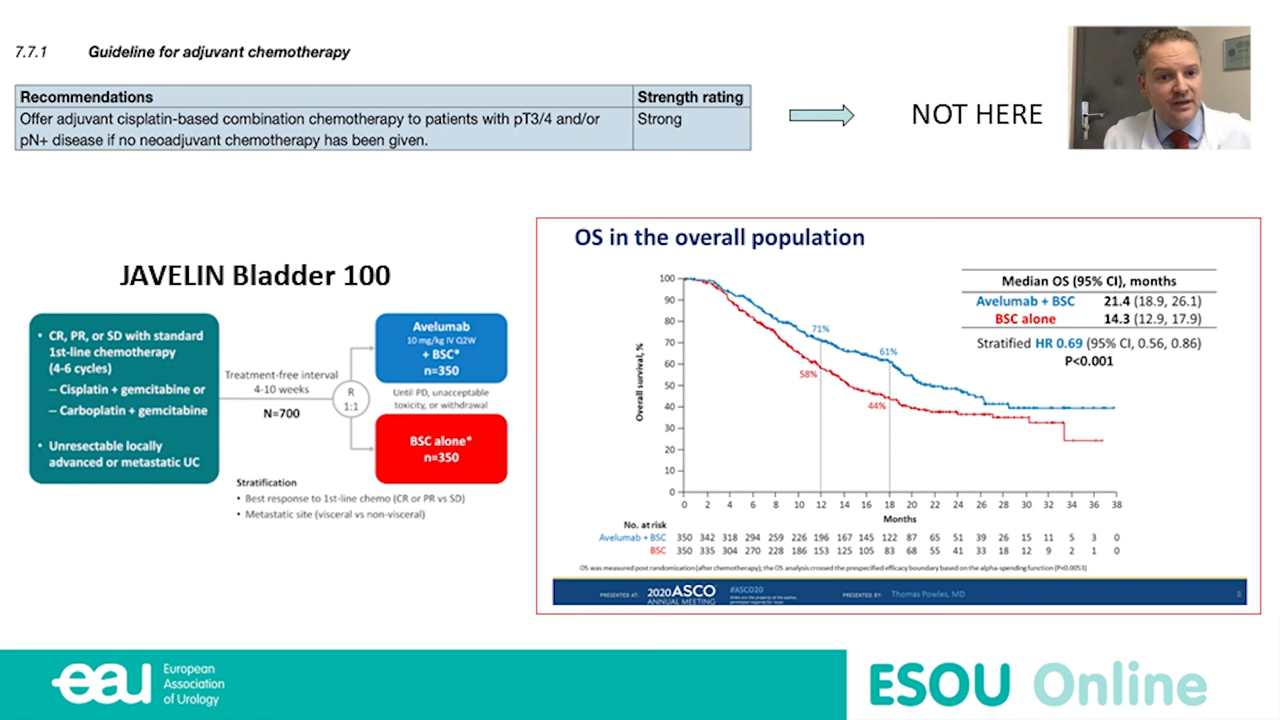 7.7.1 Guideline for adjuvant chemotherapy
Recommendations Strength rating
Offer adjuvant cisplatin-based combination chemotherapy to patients with pT3/4 and/or Strong
pN+ disease if no neoadjuvant chemotherapy has been given.
NOT HERE
JAVELIN Bladder 100
• CR, PR, or SD with standard
1st-line chemotherapy
(4-6 cycles)
– Cisplatin + gemcitabine or
– Carboplatin + gemcitabine
• Unresectable locally
advanced or metastatic UC
Treatment-free interval
4-10 weeks
N=700
R
1:1
Avelumab
10 mg/kg IV Q2W
+ BSC*
n=350
Until PD, unacceptable
toxicity, or withdrawal
BSC alone*
n=350
Stratification
• Best response to 1st-line chemo (CR or PR vs SD)
• Metastatic site (visceral vs non-visceral)
OS in the overall population
Median OS (95% CI), months
Avelumab + BSC 21.4 (18.9, 26.1)
BSC alone 14.3 (12.9, 17.9)
Stratified HR 0.69 (95% CI, 0.56, 0.86)
P<0.001
Overall survival, %
100
90
80
70
60
50
40
30
20
10
0
71%
61%
58%
44%
0 2 4 6 8 10 12 14 16 18 20 22 24 26 28 30 32 34 36 38
Months
No. at risk
Avelumab + BSC 350 342 318 294 259 226 196 167 145 122 87 65 51 39 26 15 11 5 3 0
BSC 350 335 304 270 228 186 153 125 105 83 68 55 41 33 18 12 9 2 1 0
OS was measured post randomization (after chemotherapy); the OS analysis crossed the prespecified efficacy boundary based on the alpha-spending function (P<0.0053)
PRESENTED AT: 2020 ASCO
ANNUAL MEETING
#ASCO20
Slides are the property of the author,
permission required for reuse.
PRESENTED BY: Thomas Powles, MD
8
eau
European
Association
of Urology
ESOU Online